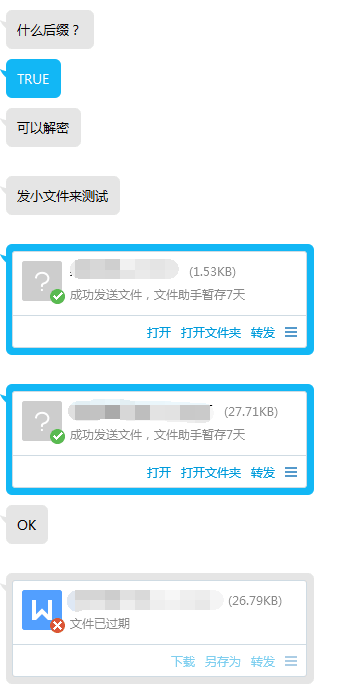 什么后缀？
TRUE
可以解密
发小文件来测试
(1.53KB)
成功发送文件，文件助手暂存7天
打开 打开文件夹 转发
(27.71KB)
成功发送文件，文件助手暂存7天
打开 打开文件夹 转发
OK
(26.79KB)
文件已过期
下载 另存为 转发